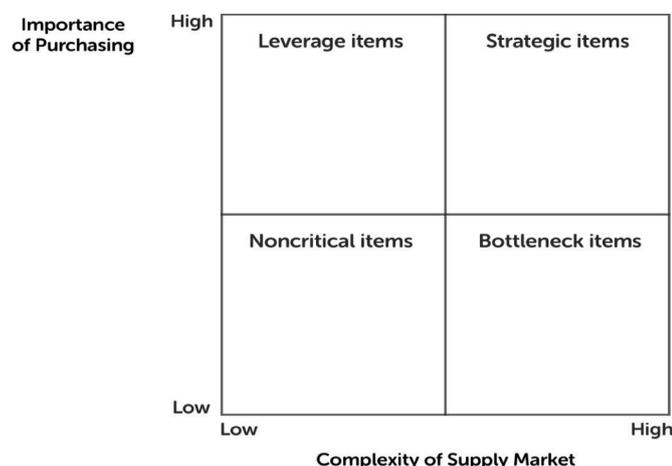 Importance
of Purchasing
High
Leverage items
Strategic items
Noncritical items
Bottleneck items
Low
Low
High
Complexity of Supply Market